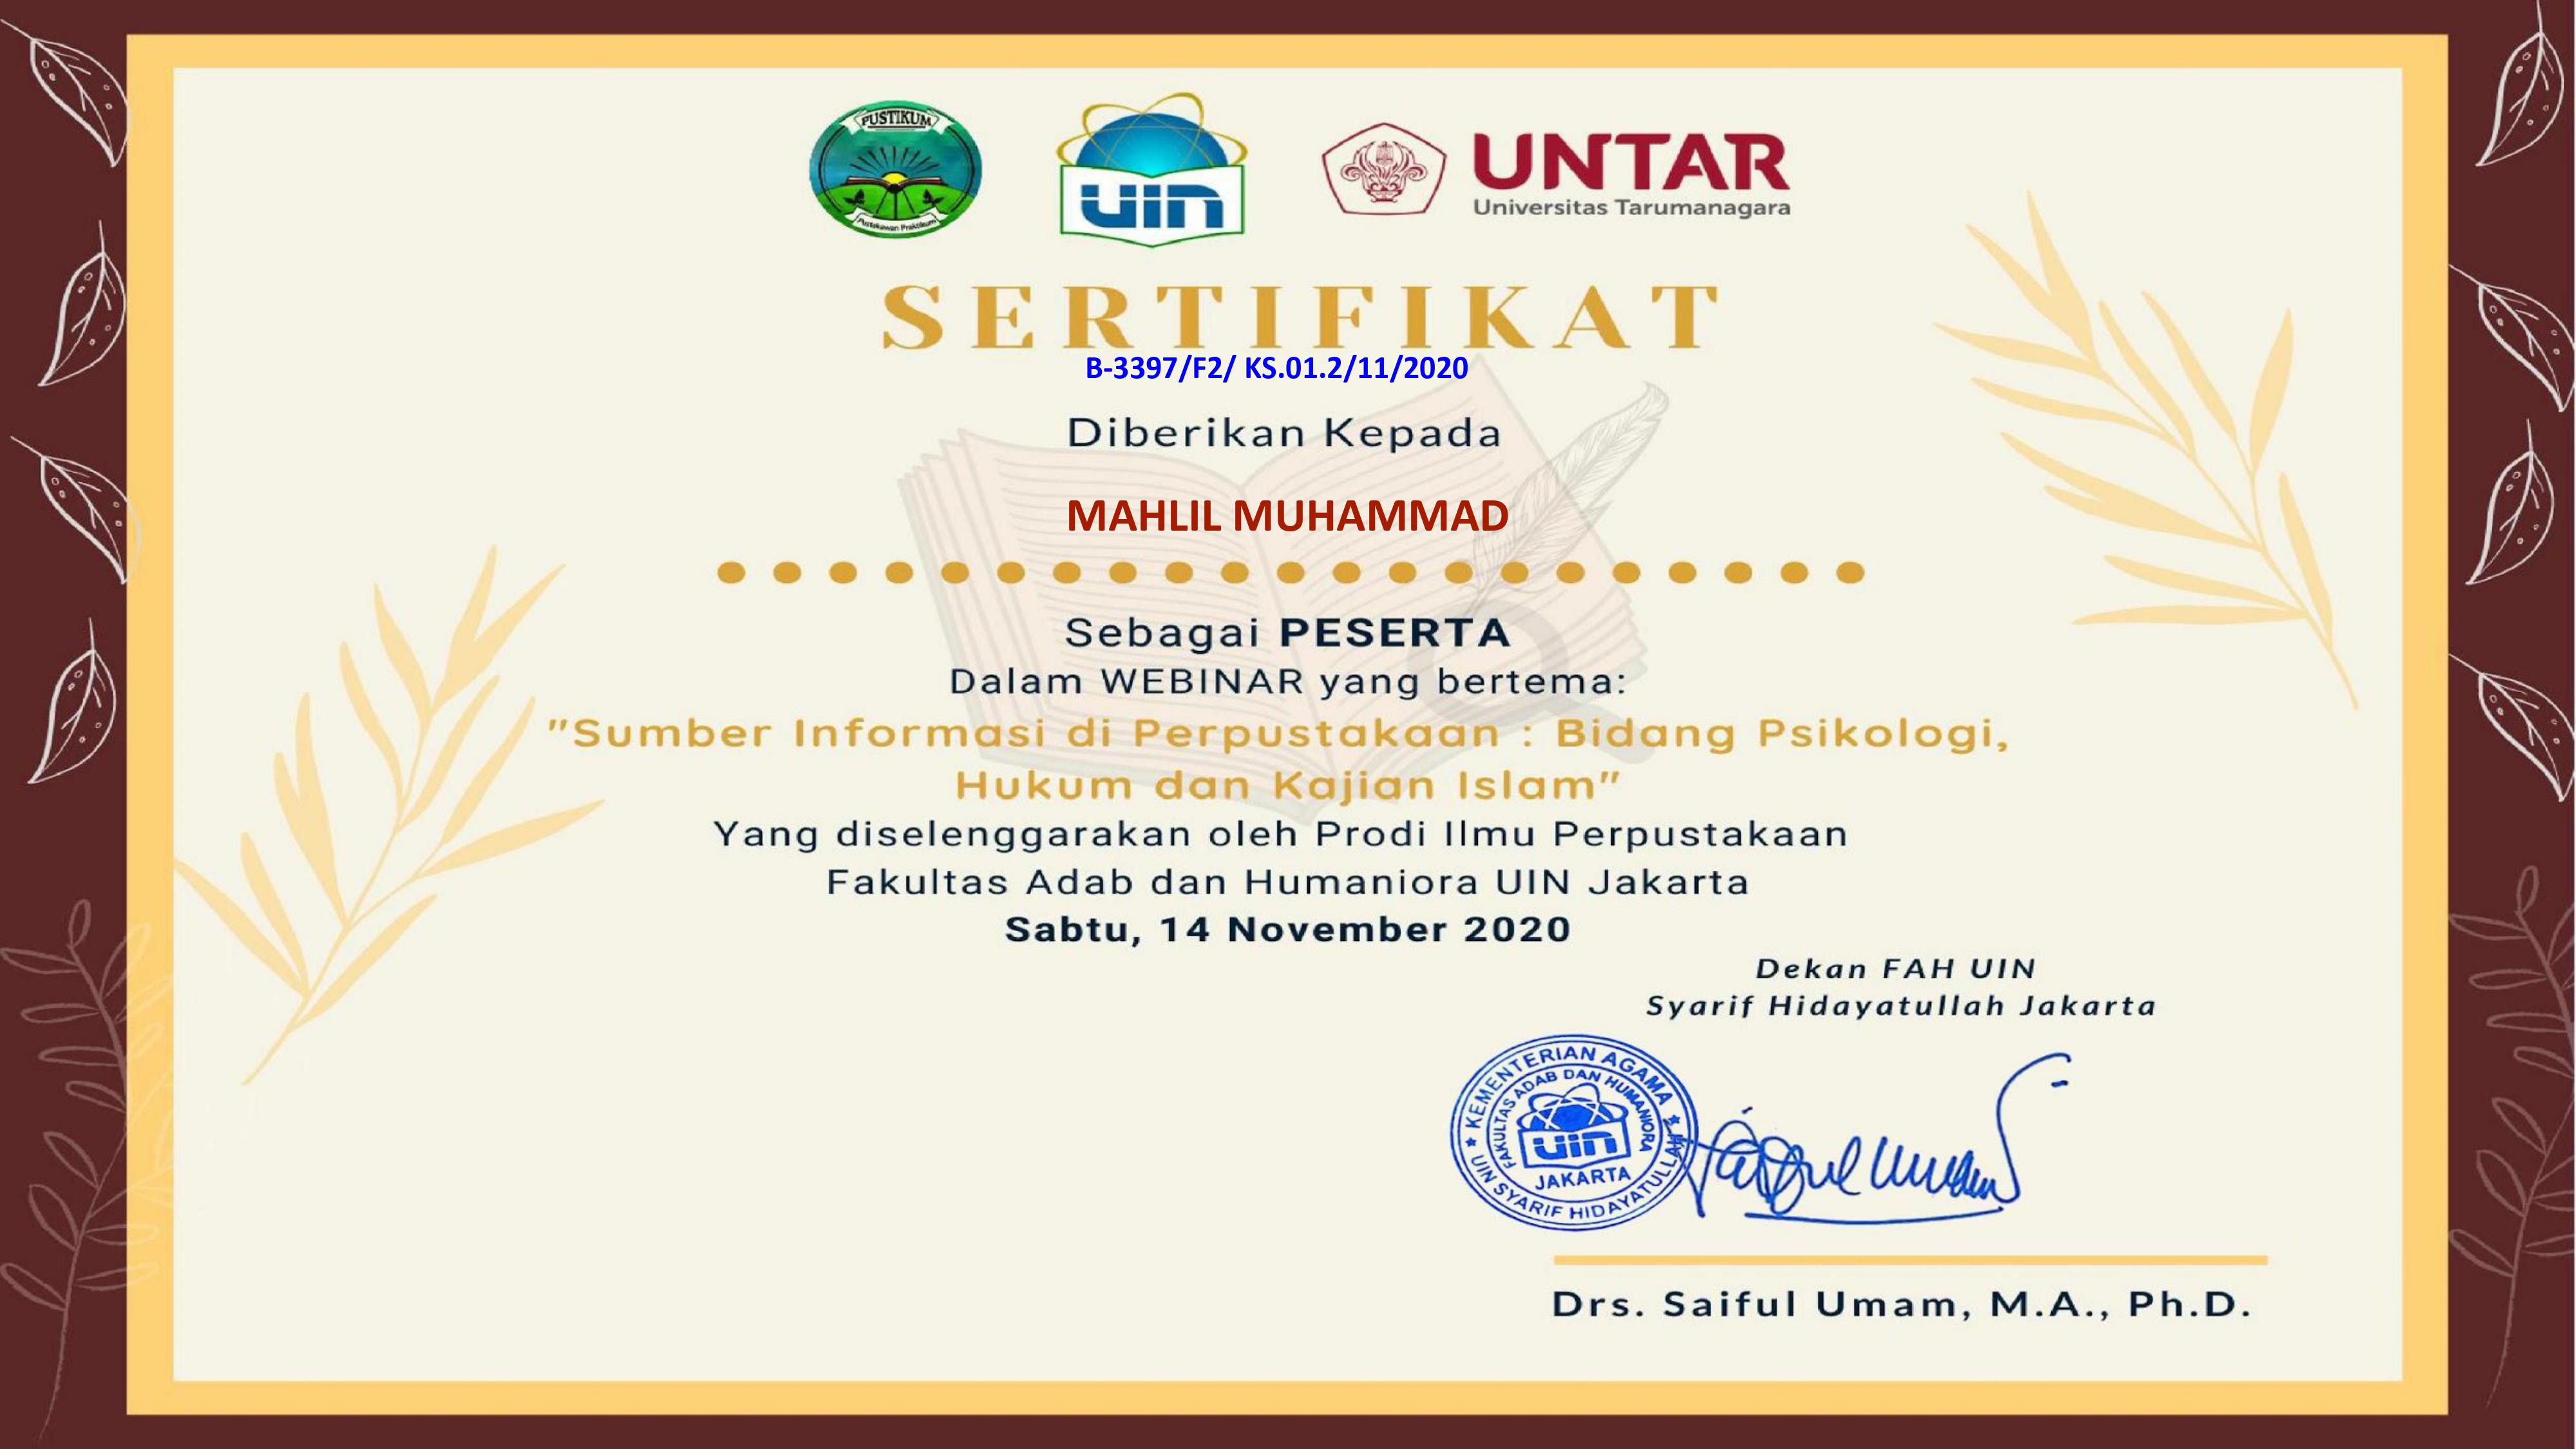 PUSTIKUM
Pustakawan Praktikum
uin
UNTAR
Universitas Tarumanagara
SERTIFIKAT
B-3397/F2/ KS.01.2/11/2020
Diberikan Kepada
MAHLIL MUHAMMAD
Sebagai PESERTA
Dalam WEBINAR yang bertema:
"Sumber Informasi di Perpustakaan : Bidang Psikologi,
Hukum dan Kajian Islam"
Yang diselenggarakan oleh Prodi Ilmu Perpustakaan
Fakultas Adab dan Humaniora UIN Jakarta
Sabtu, 14 November 2020
Dekan FAH UIN
Syarif Hidayatullah Jakarta
KEMENTERIAN AGAMA
UIN SYARIF HIDAYATULLAH
FAKULTAS ADAB DAN HUMANIORA
uin
JAKARTA
Drs. Saiful Umam, M.A., Ph.D.